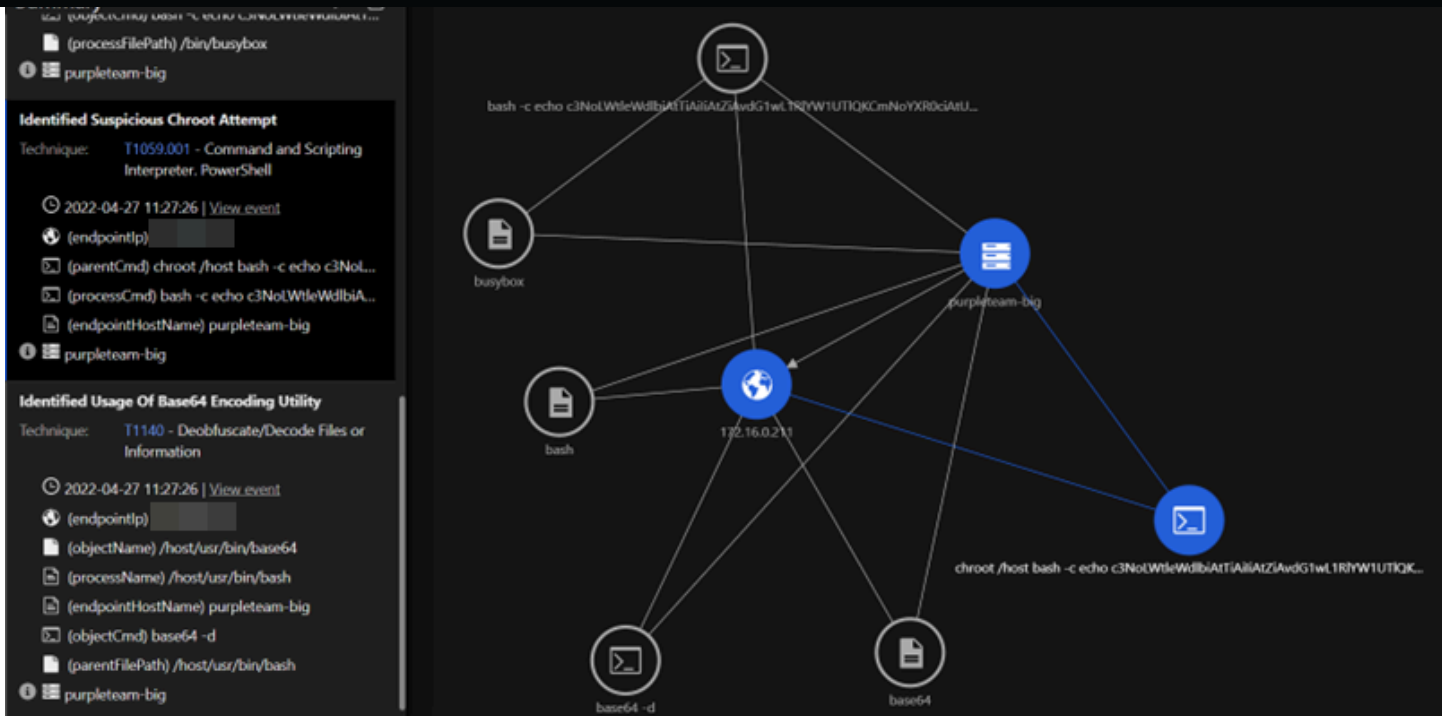 Summary
(objectCmd) bash -c echo c3NoLWtleWdlbiAtT...
(processFilePath) /bin/busybox
purpleteam-big
Identified Suspicious Chroot Attempt
Technique: T1059.001 - Command and Scripting
Interpreter. PowerShell
2022-04-27 11:27:26 | View event
(endpointIp)
(parentCmd) chroot /host bash -c echo c3NoL...
(processCmd) bash -c echo c3NoLWtleWdlbiA...
(endpointHostName) purpleteam-big
purpleteam-big
Identified Usage Of Base64 Encoding Utility
Technique: T1140 - Deobfuscate/Decode Files or
Information
2022-04-27 11:27:26 | View event
(endpointIp)
(objectName) /host/usr/bin/base64
(processName) /host/usr/bin/bash
(endpointHostName) purpleteam-big
(objectCmd) base64 -d
(parentFilePath) /host/usr/bin/bash
purpleteam-big
bash -c echo
busybox
purpleteam-big
172.16.0.211
bash
chroot /host bash -c echo
base64 -d
base64